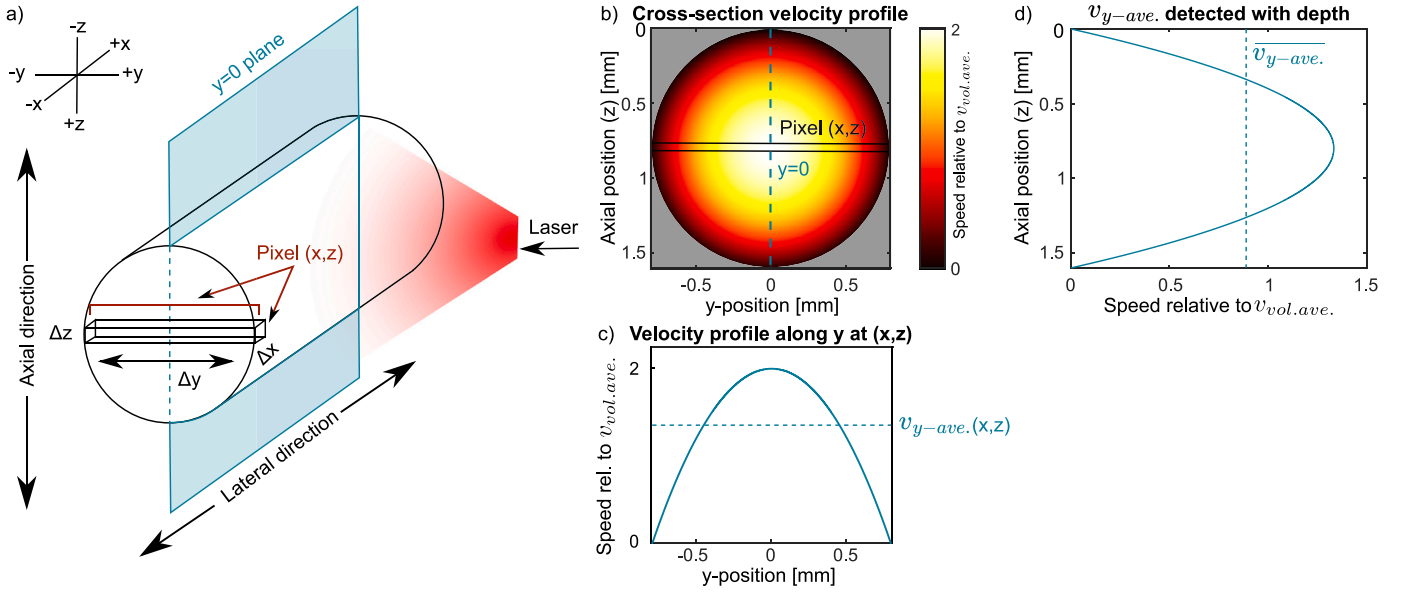 a)
-z
+x
-y
+y
-x
+z
y=0 plane
Axial direction
Pixel (x,z)
Δz
Δx
Δy
Laser
Lateral direction
b) Cross-section velocity profile
0
0.5
1
1.5
Axial position (z) [mm]
Pixel (x,z)
y=0
-0.5
0
0.5
y-position [mm]
2
0
Speed relative to v_vol.ave.
c) Velocity profile along y at (x,z)
2
0
Speed rel. to v_vol.ave.
v_y−ave.(x,z)
-0.5
0
0.5
y-position [mm]
d) v_y−ave. detected with depth
0
0.5
1
1.5
Axial position (z) [mm]
v_y−ave.
0
0.5
1
1.5
Speed relative to v_vol.ave.